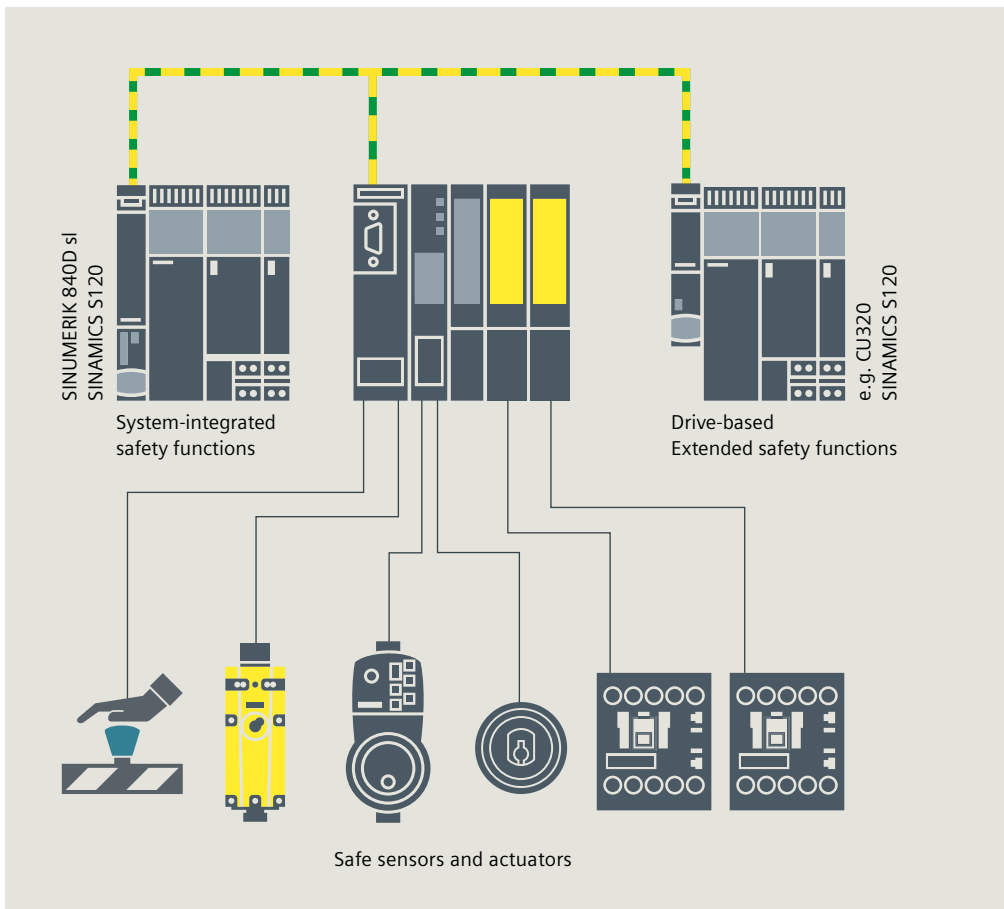 SINUMERIK 840D sl
SINAMICS S120
System-integrated
safety functions
e.g. CU320
SINAMICS S120
Drive-based
Extended safety functions
Safe sensors and actuators